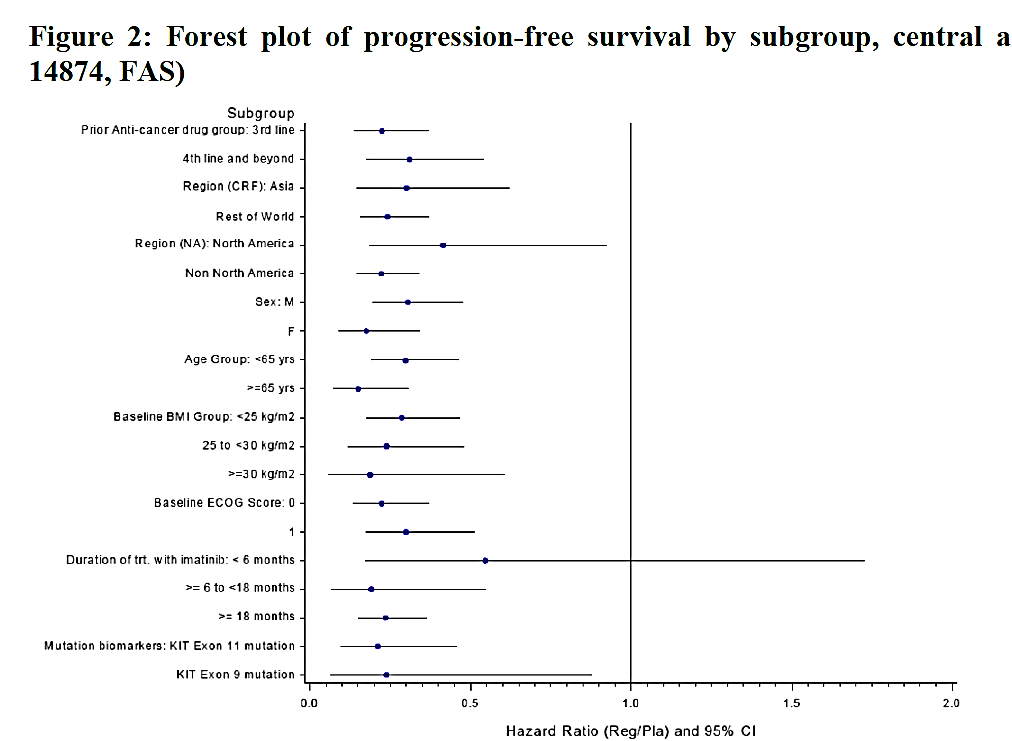 Figure 2: Forest plot of progression-free survival by subgroup, central a
14874, FAS)
Subgroup
Prior Anti-cancer drug group: 3rd line
4th line and beyond
Region (CRF): Asia
Rest of World
Region (NA): North America
Non North America
Sex: M
F
Age Group: <65 yrs
>=65 yrs
Baseline BMI Group: <25 kg/m2
25 to <30 kg/m2
>=30 kg/m2
Baseline ECOG Score: 0
1
Duration of trt. with imatinib: < 6 months
>= 6 to <18 months
>= 18 months
Mutation biomarkers: KIT Exon 11 mutation
KIT Exon 9 mutation
0.0 0.5 1.0 1.5 2.0
Hazard Ratio (Reg/Pla) and 95% CI